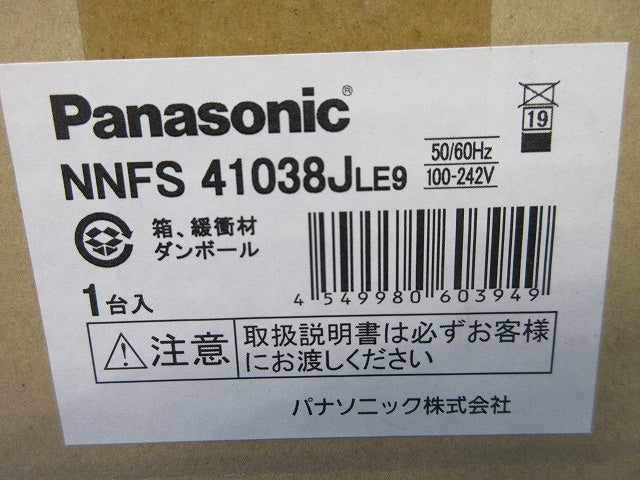 Panasonic®
NNFS 41038JLE9
50/60Hz
100-242V
19
箱、緩衝材
ダンボール
1台入
4 549980 603949
注意
取扱説明書は必ずお客様
にお渡しください
パナソニック株式会社